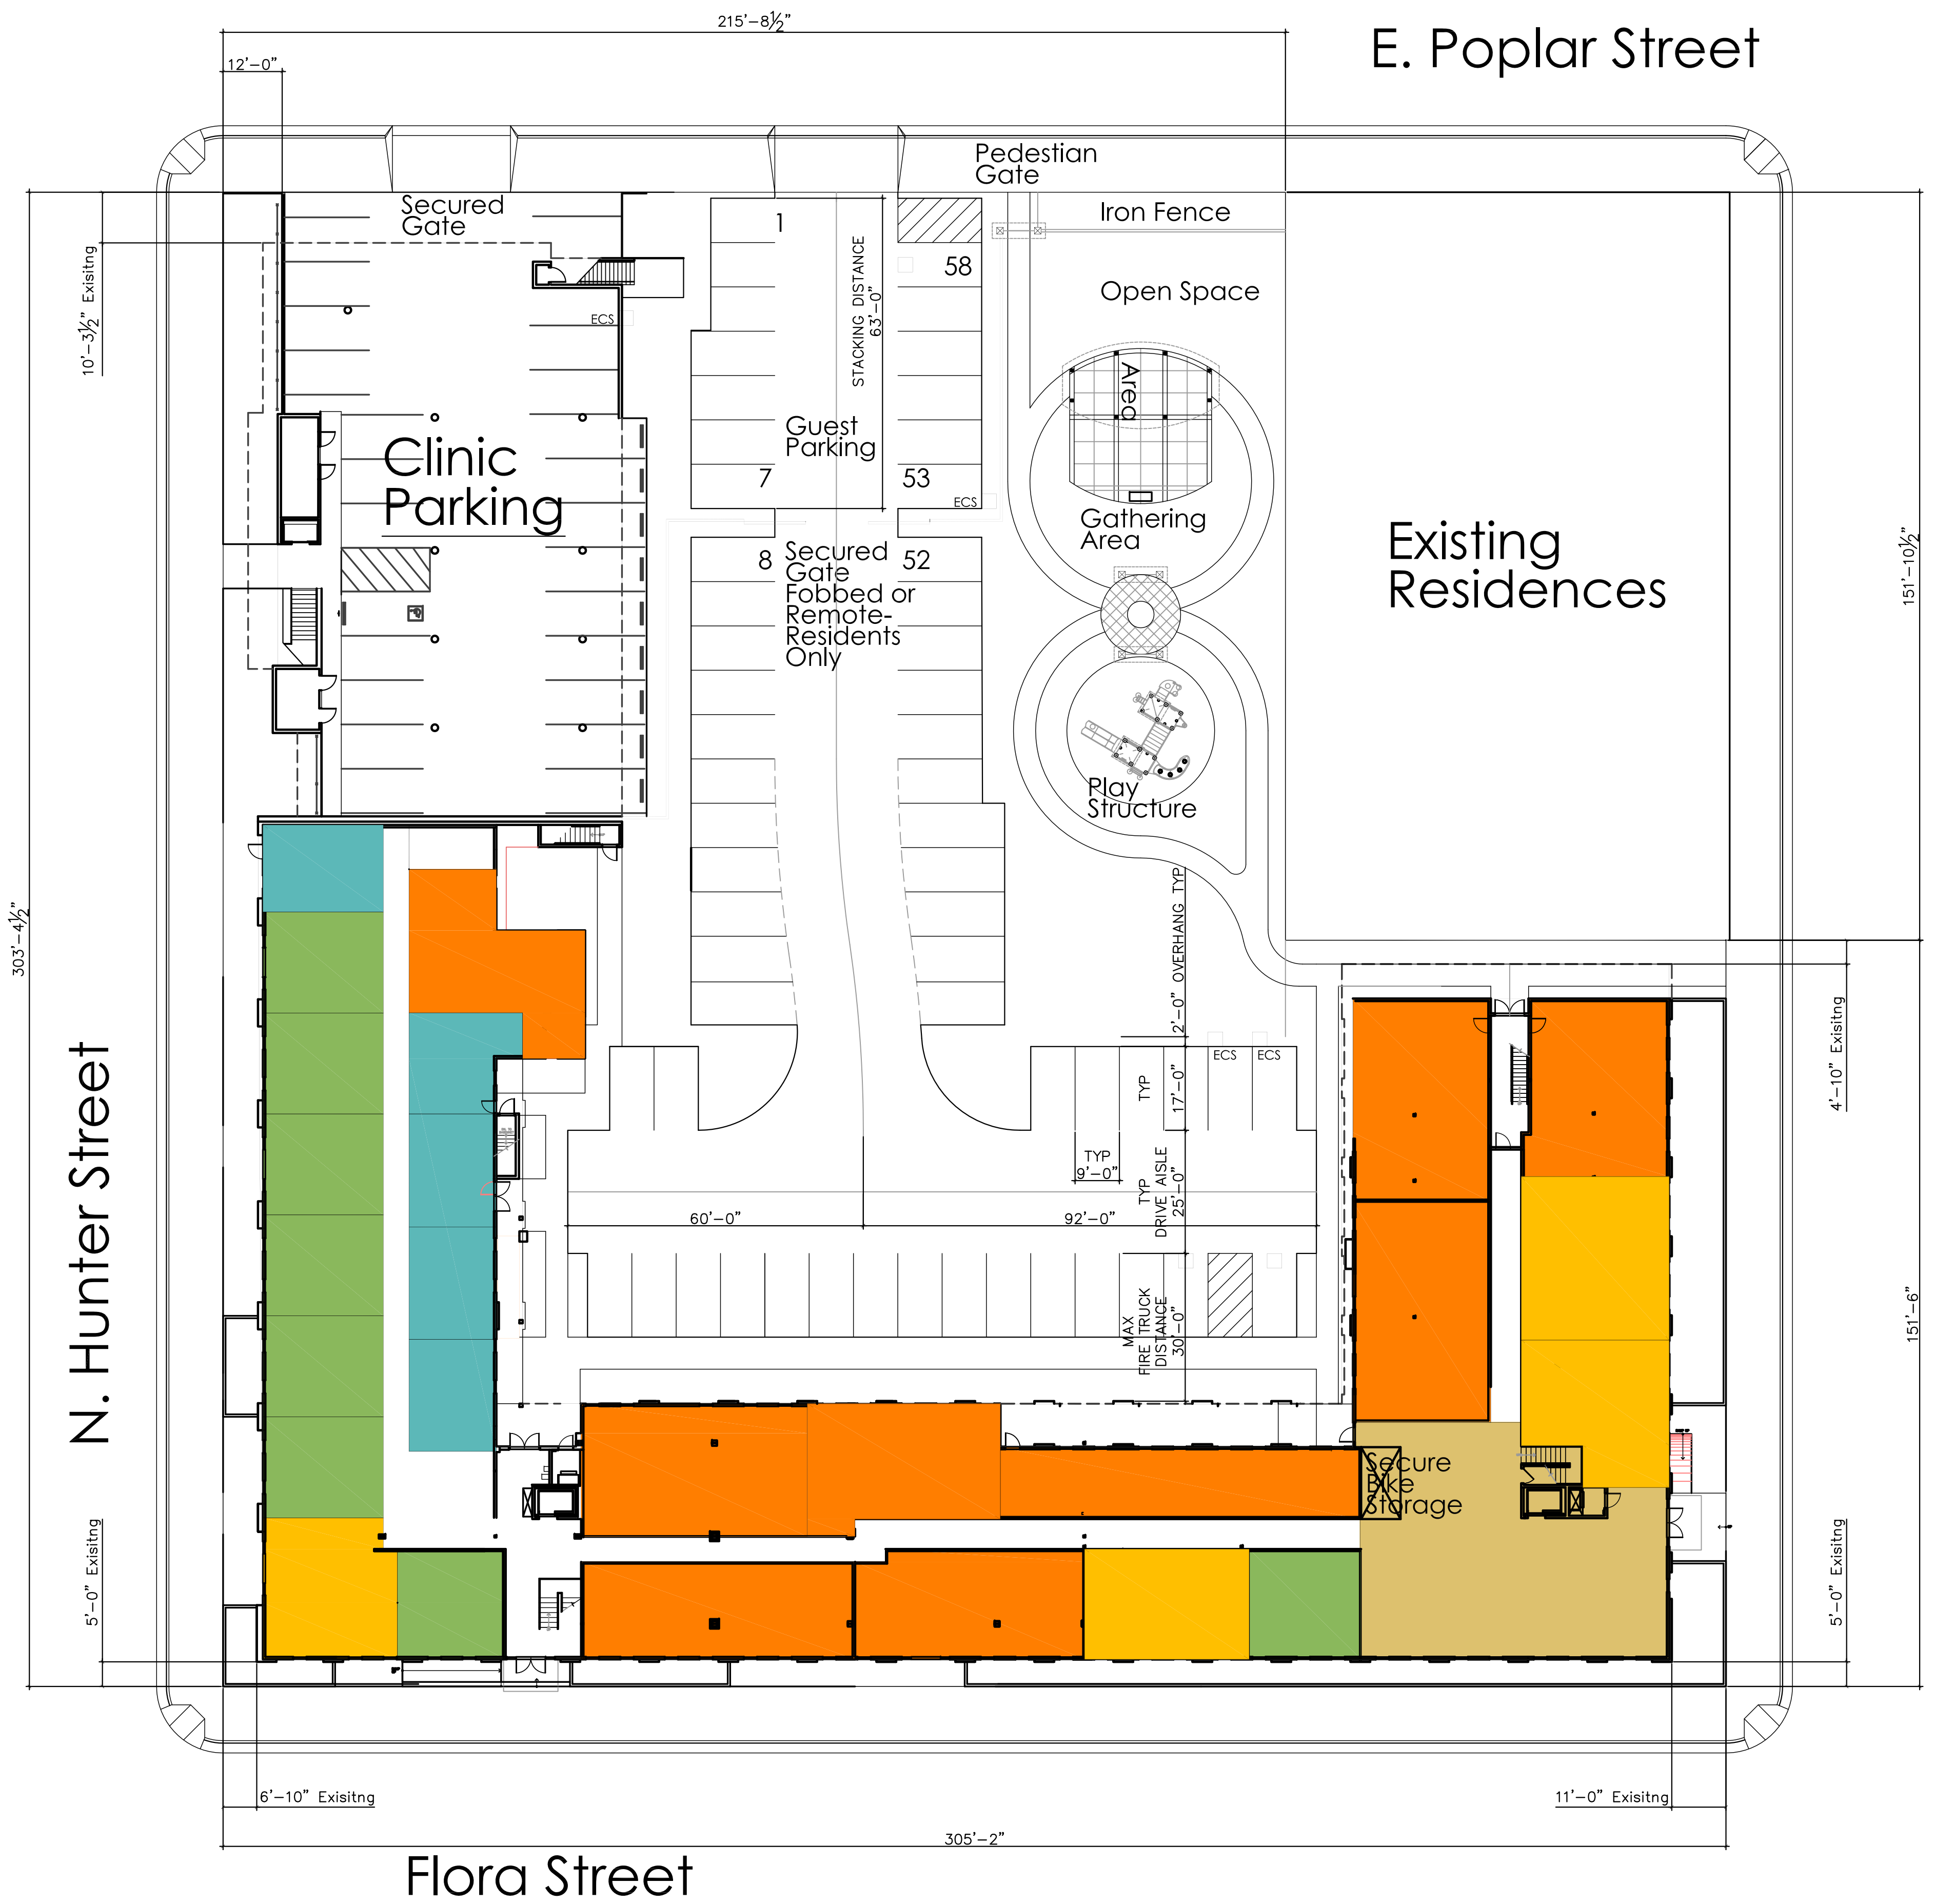 215'-8½"
E. Poplar Street
12'-0"
Pedestian
Gate
Secured
Gate
Iron Fence
1
58
10'-3½" Exisitng
STACKING DISTANCE
63'-0"
Open Space
ECS
Area
Guest
Parking
Clinic
Parking
7
53
ECS
Gathering
Area
Existing
Residences
151'-10½"
8
52
Secured
Gate
Fobbed or
Remote-
Residents
Only
Play
Structure
303'-4½"
2'-0" OVERHANG TYP
N. Hunter Street
ECS
ECS
4'-10" Exisitng
TYP
17'-0"
TYP
9'-0"
TYP
DRIVE AISLE
25'-0"
60'-0"
92'-0"
MAX
FIRE TRUCK
DISTANCE
30'-0"
151'-6"
Secure
Bike
Storage
5'-0" Exisitng
5'-0" Exisitng
6'-10" Exisitng
11'-0" Exisitng
305'-2"
Flora Street